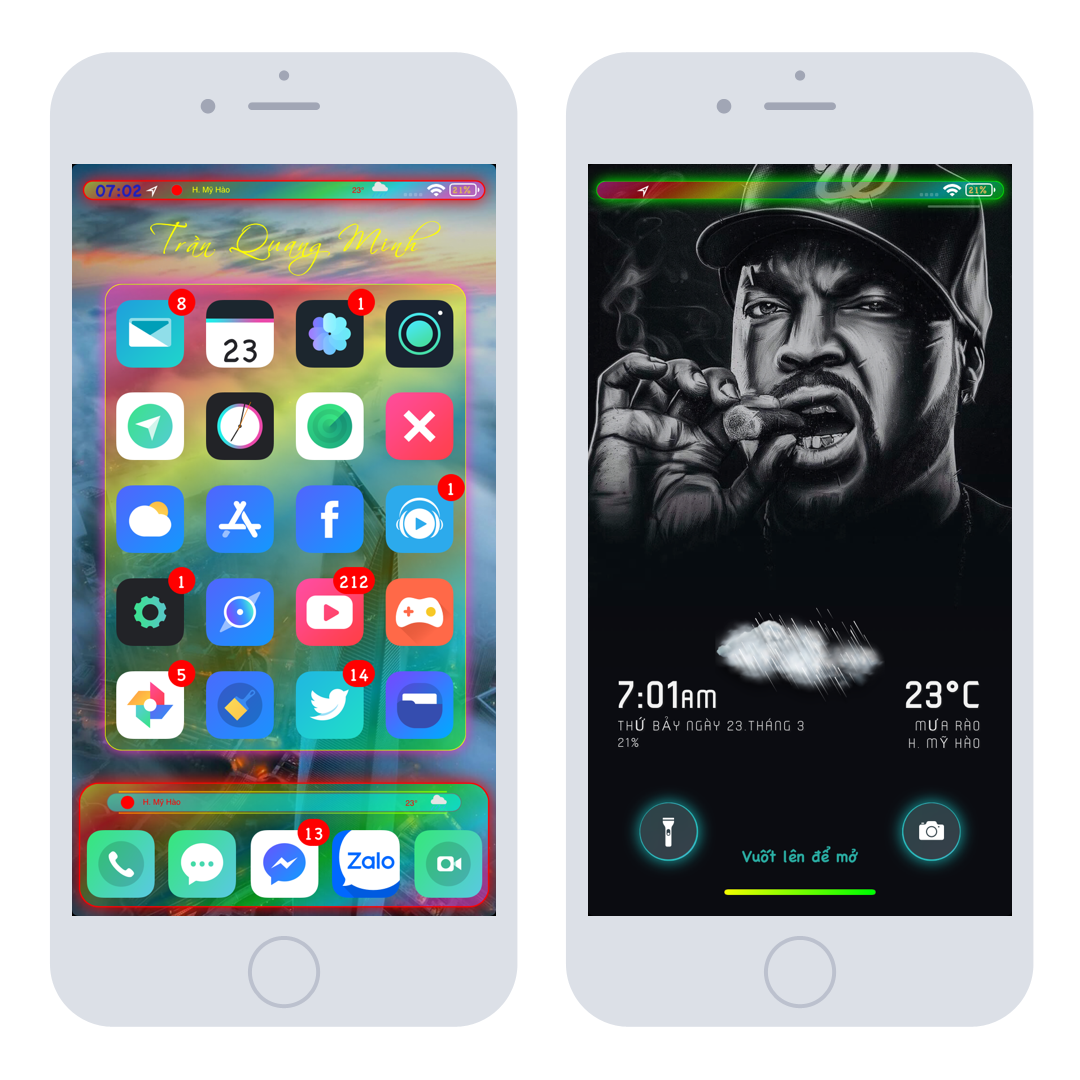 07:02 H. Mỹ Hào 23° 21%
Trần Quang Minh
8
1
23
1
1
212
5
14
H. Mỹ Hào 23°
13
Zalo
21%
7:01AM
THỨ BẢY NGÀY 23.THÁNG 3
21%
23°C
MƯA RÀO
H. MỸ HÀO
Vuốt lên để mở